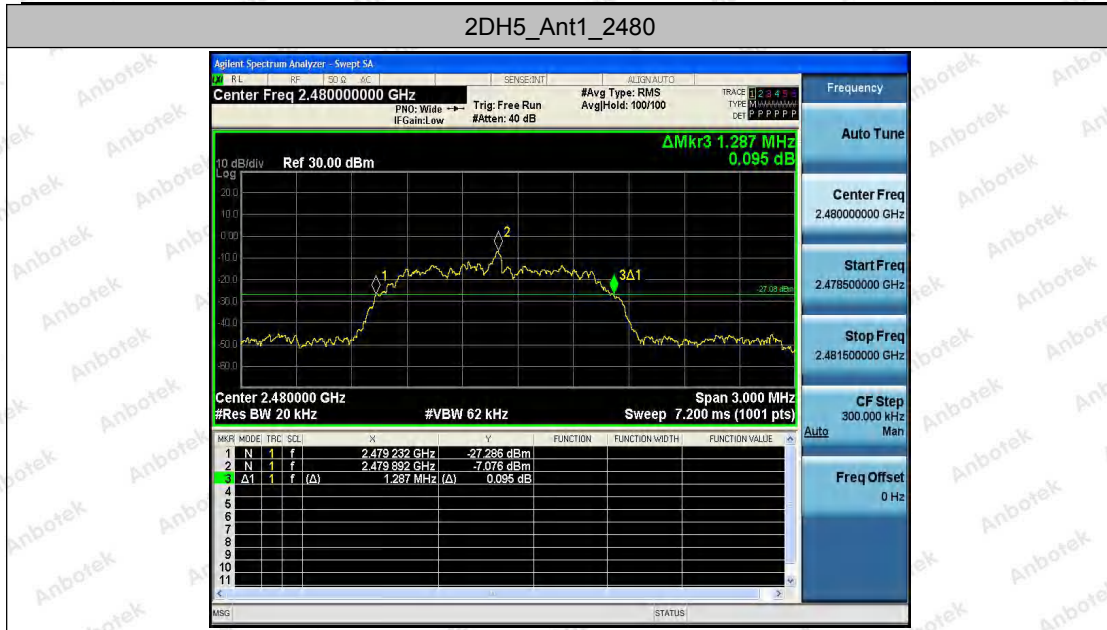 2DH5_Ant1_2480
Agilent Spectrum Analyzer - Swept SA
RL RF 50 Ω AC SENSE:INT ALIGNAUTO
Center Freq 2.480000000 GHz
PNO: Wide
IFGain:Low
Trig: Free Run
#Atten: 40 dB
#Avg Type: RMS
Avg|Hold: 100/100
TRACE 1 2 3 4 5 6
TYPE M
DET P P P P P P
ΔMkr3 1.287 MHz
0.095 dB
10 dB/div Ref 30.00 dBm
Log
20.0
10.0
0.00
-10.0
-20.0
-30.0
-40.0
-50.0
-60.0
1
2
3Δ1
-27.08 dBm
Center 2.480000 GHz Span 3.000 MHz
#Res BW 20 kHz #VBW 62 kHz Sweep 7.200 ms (1001 pts)
MKR MODE TRC SCL X Y FUNCTION FUNCTION WIDTH FUNCTION VALUE
1 N 1 f 2.479 232 GHz -27.286 dBm
2 N 1 f 2.479 892 GHz -7.076 dBm
3 Δ1 1 f (Δ) 1.287 MHz (Δ) 0.095 dB
4
5
6
7
8
9
10
11
MSG STATUS
Frequency
Auto Tune
Center Freq
2.480000000 GHz
Start Freq
2.478500000 GHz
Stop Freq
2.481500000 GHz
CF Step
300.000 kHz
Auto Man
Freq Offset
0 Hz
Anbotek